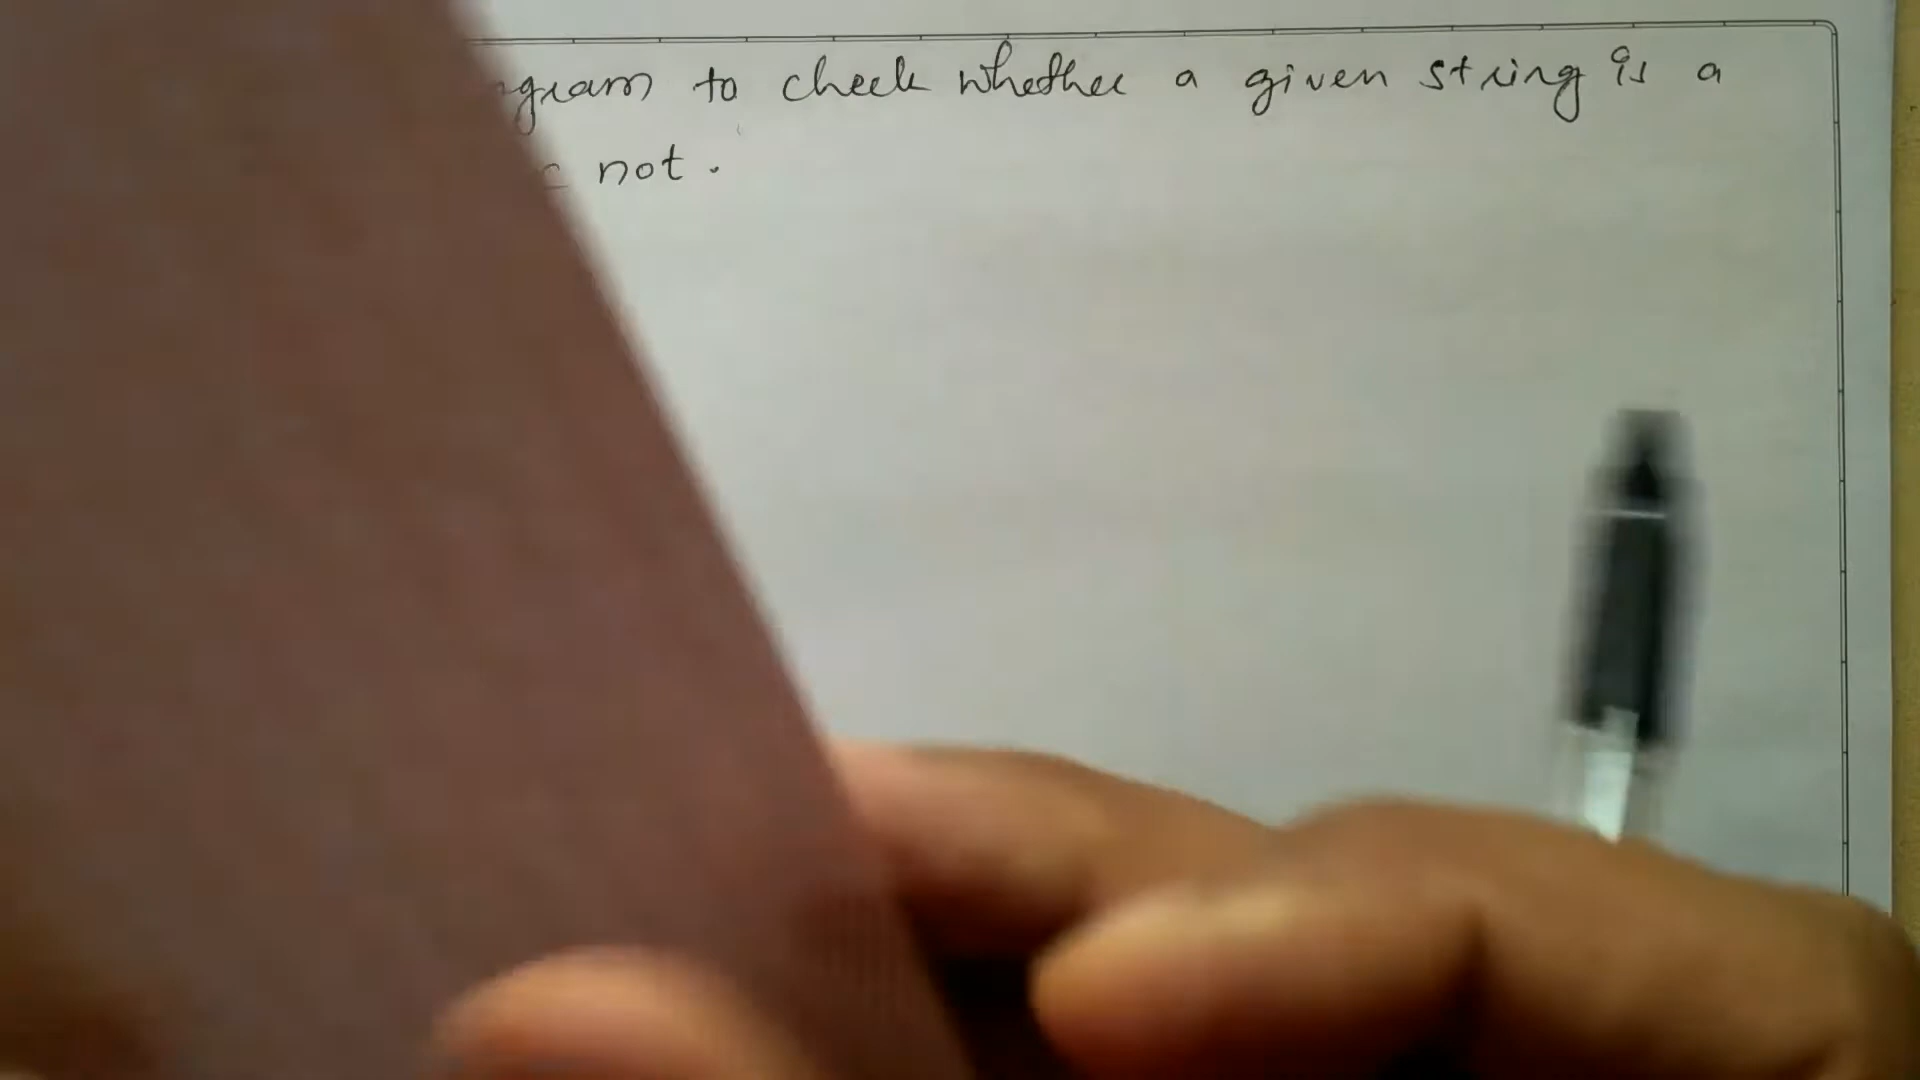 gram to check whether a given string is a
not.